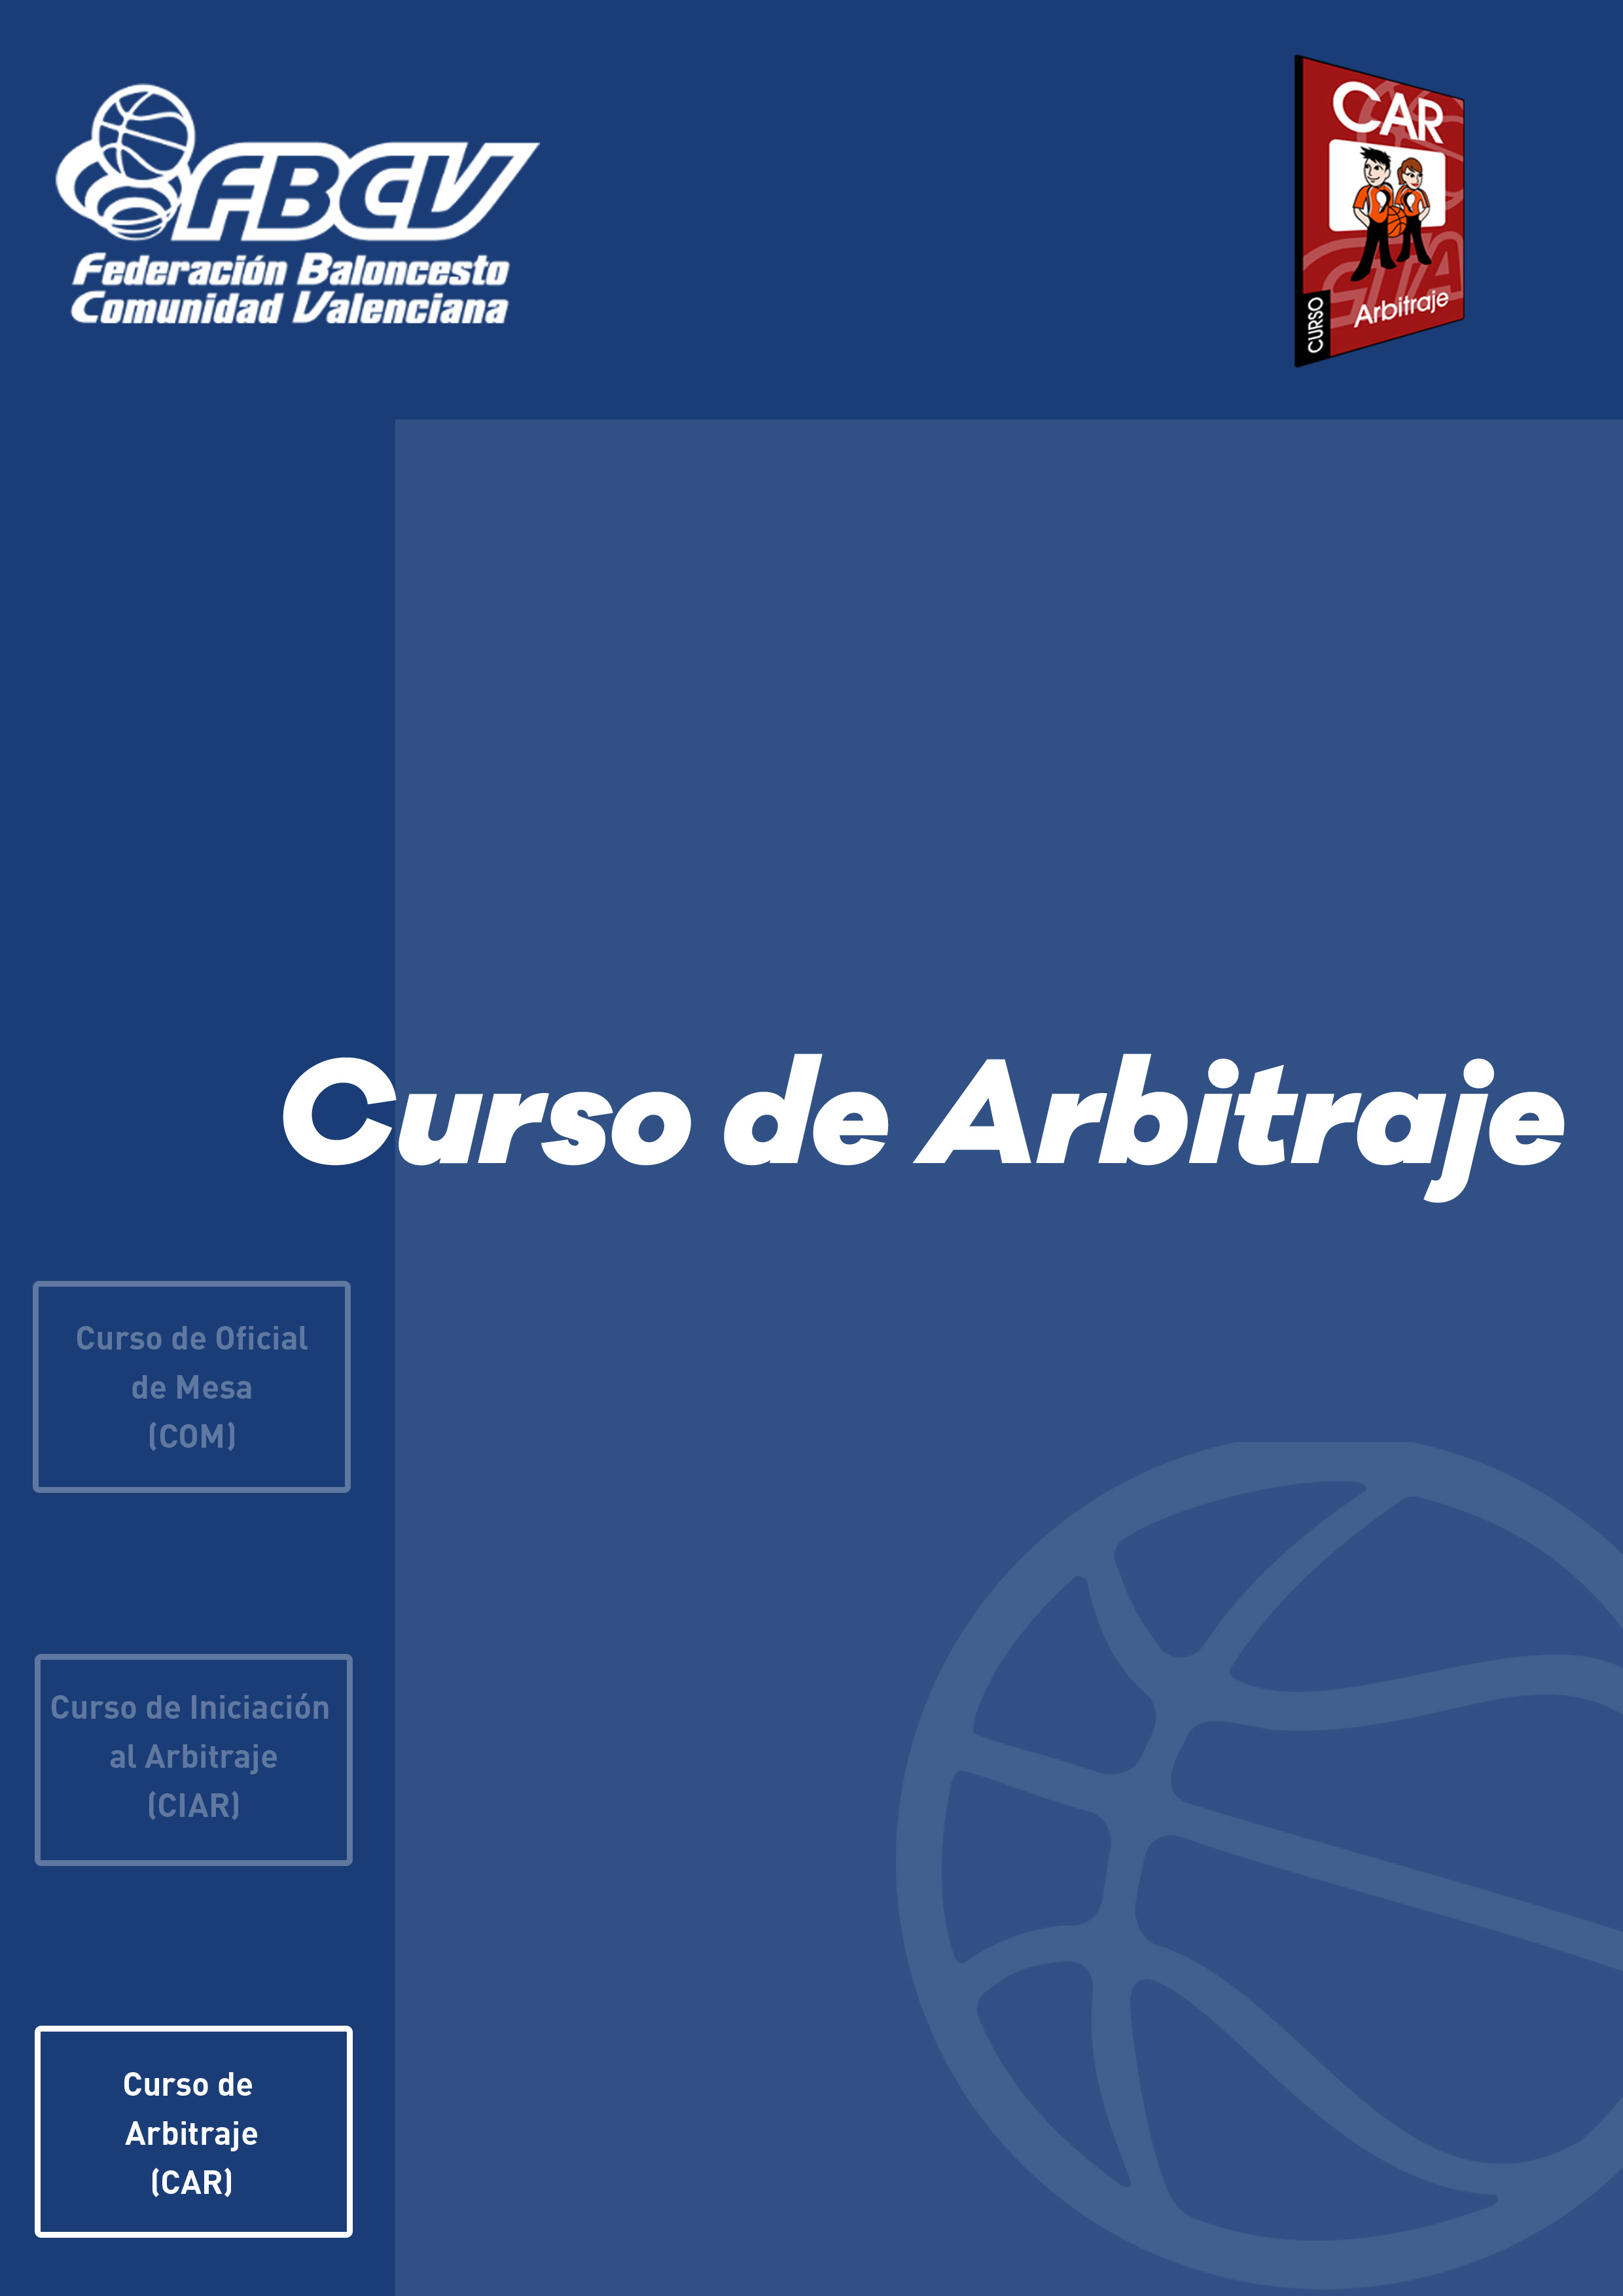 FBCV
Federación Baloncesto
Comunidad Valenciana
CAR
CURSO
Arbitraje
Curso de Arbitraje
Curso de Oficial
de Mesa
(COM)
Curso de Iniciación
al Arbitraje
(CIAR)
Curso de
Arbitraje
(CAR)